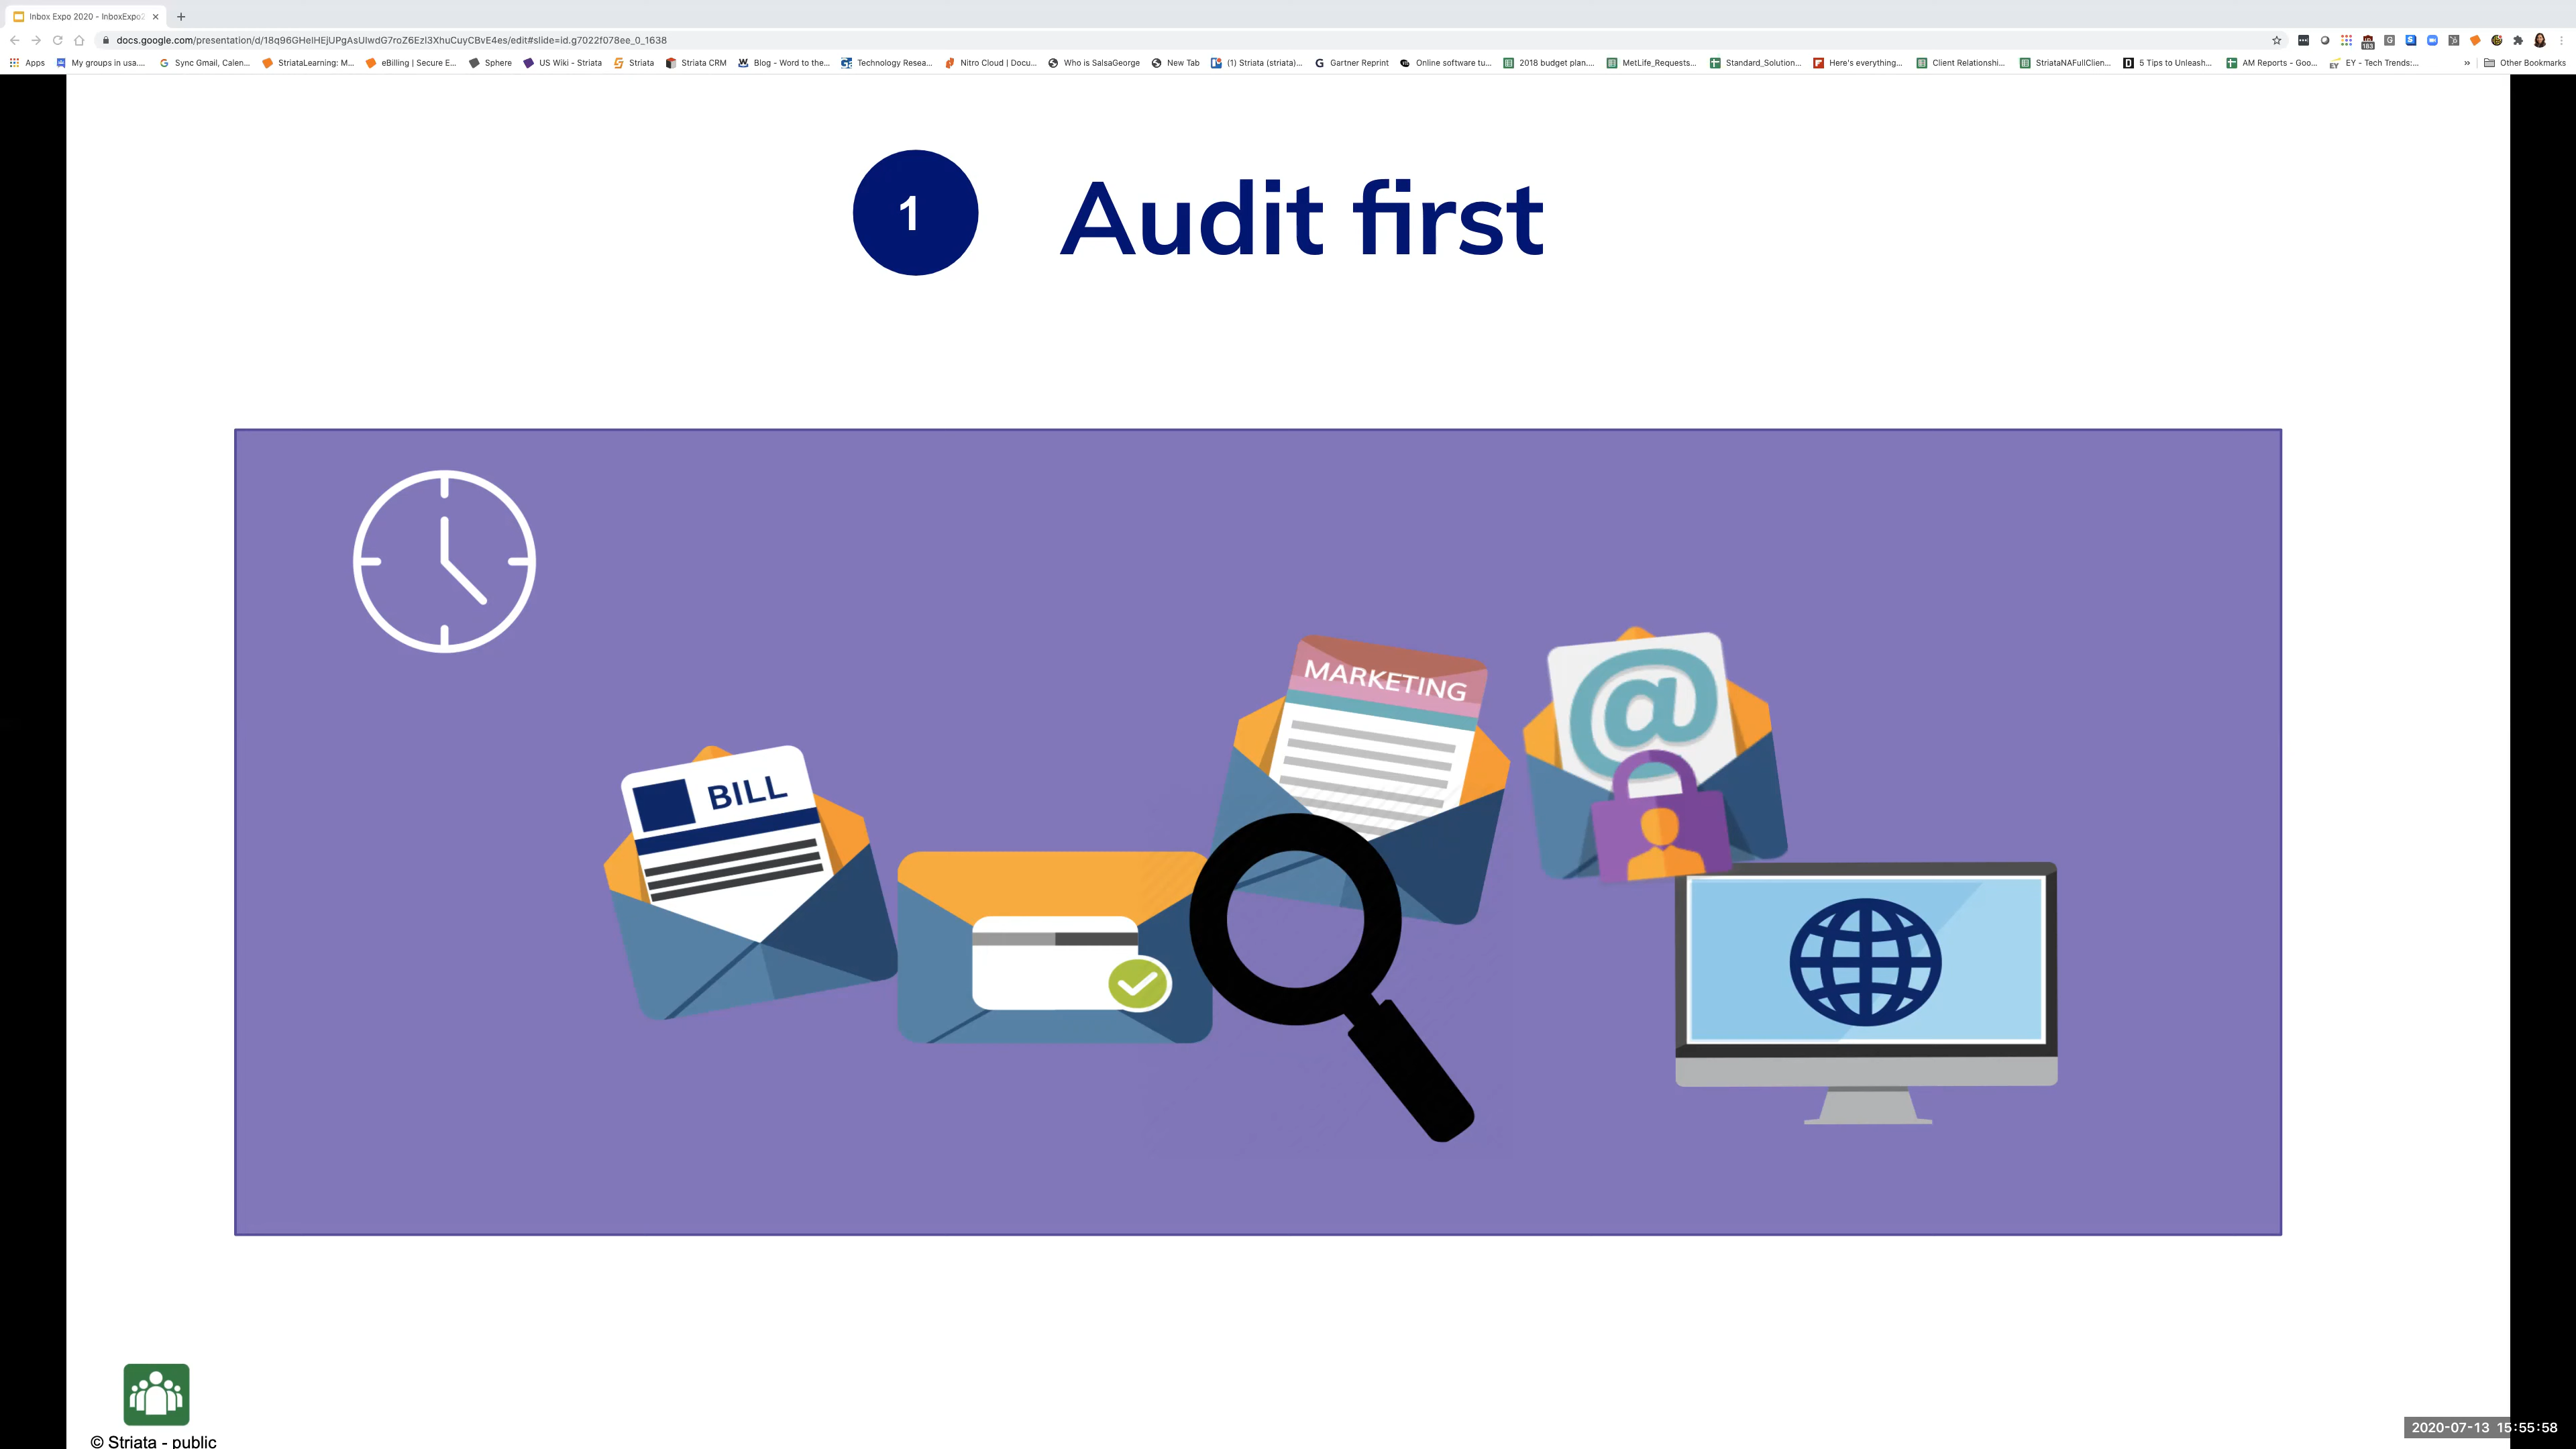 Inbox Expo 2020 - InboxExpo2
docs.google.com/presentation/d/18q96GHelHEjUPgAsUlwdG7roZ6EzI3XhuCuyCBvE4es/edit#slide=id.g7022f078ee_0_1638
183
Apps My groups in usa.... Sync Gmail, Calen... StriataLearning: M... eBilling | Secure E... Sphere US Wiki - Striata Striata Striata CRM Blog - Word to the... Technology Resea... Nitro Cloud | Docu... Who is SalsaGeorge New Tab (1) Striata (striata)... Gartner Reprint Online software tu... 2018 budget plan.... MetLife_Requests... Standard_Solution... Here's everything... Client Relationshi... StriataNAFullClien... 5 Tips to Unleash... AM Reports - Goo... EY - Tech Trends:... » Other Bookmarks
1 Audit first
MARKETING
@
BILL
© Striata - public
2020-07-13 15:55:58